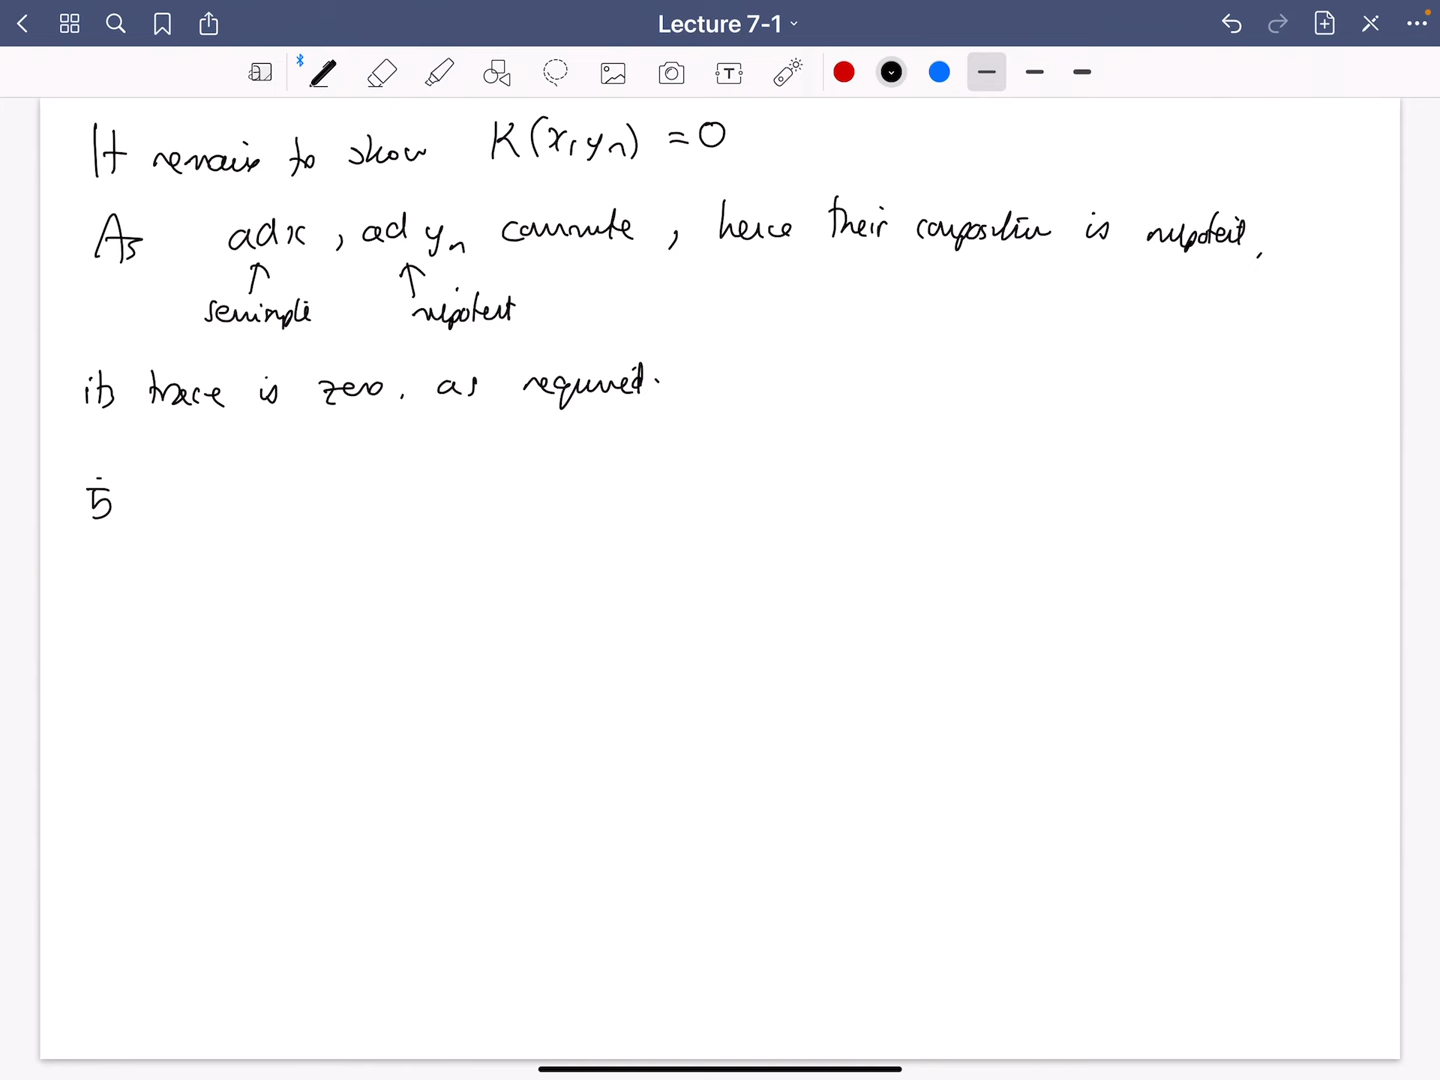 Lecture 7-1
It remains to show K(x, yn) = 0
As adx, ad yn commute, hence their composition is nilpotent.
↑ ↑
semisimple nilpotent
its trace is zero. as required.
5